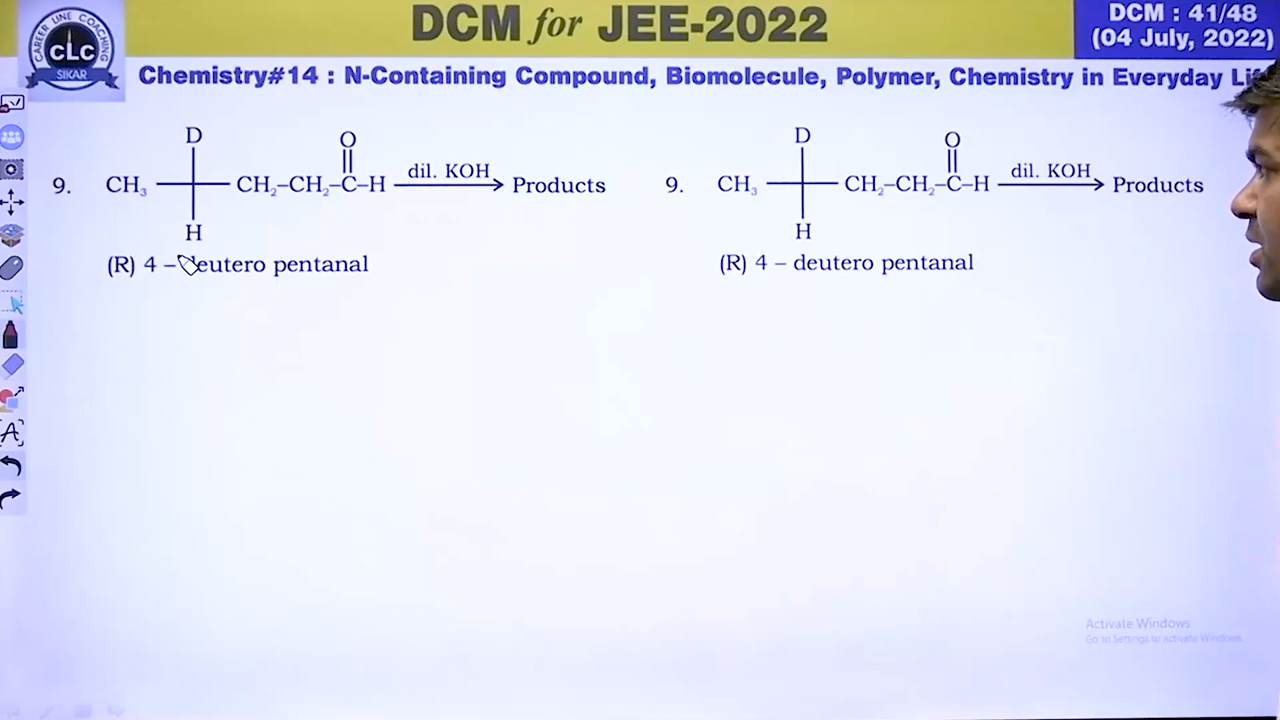 DCM for JEE-2022
DCM : 41/48
(04 July, 2022)
CAREER LINE COACHING
CLC
SIKAR
Chemistry#14 : N-Containing Compound, Biomolecule, Polymer, Chemistry in Everyday
D
O
9. CH₃ CH₂–CH₂–C–H dil. KOH Products
H
(R) 4 – deutero pentanal
D
O
9. CH₃ CH₂–CH₂–C–H dil. KOH Products
H
(R) 4 – deutero pentanal
A
Activate Windows
Go to Settings to activate Windows.